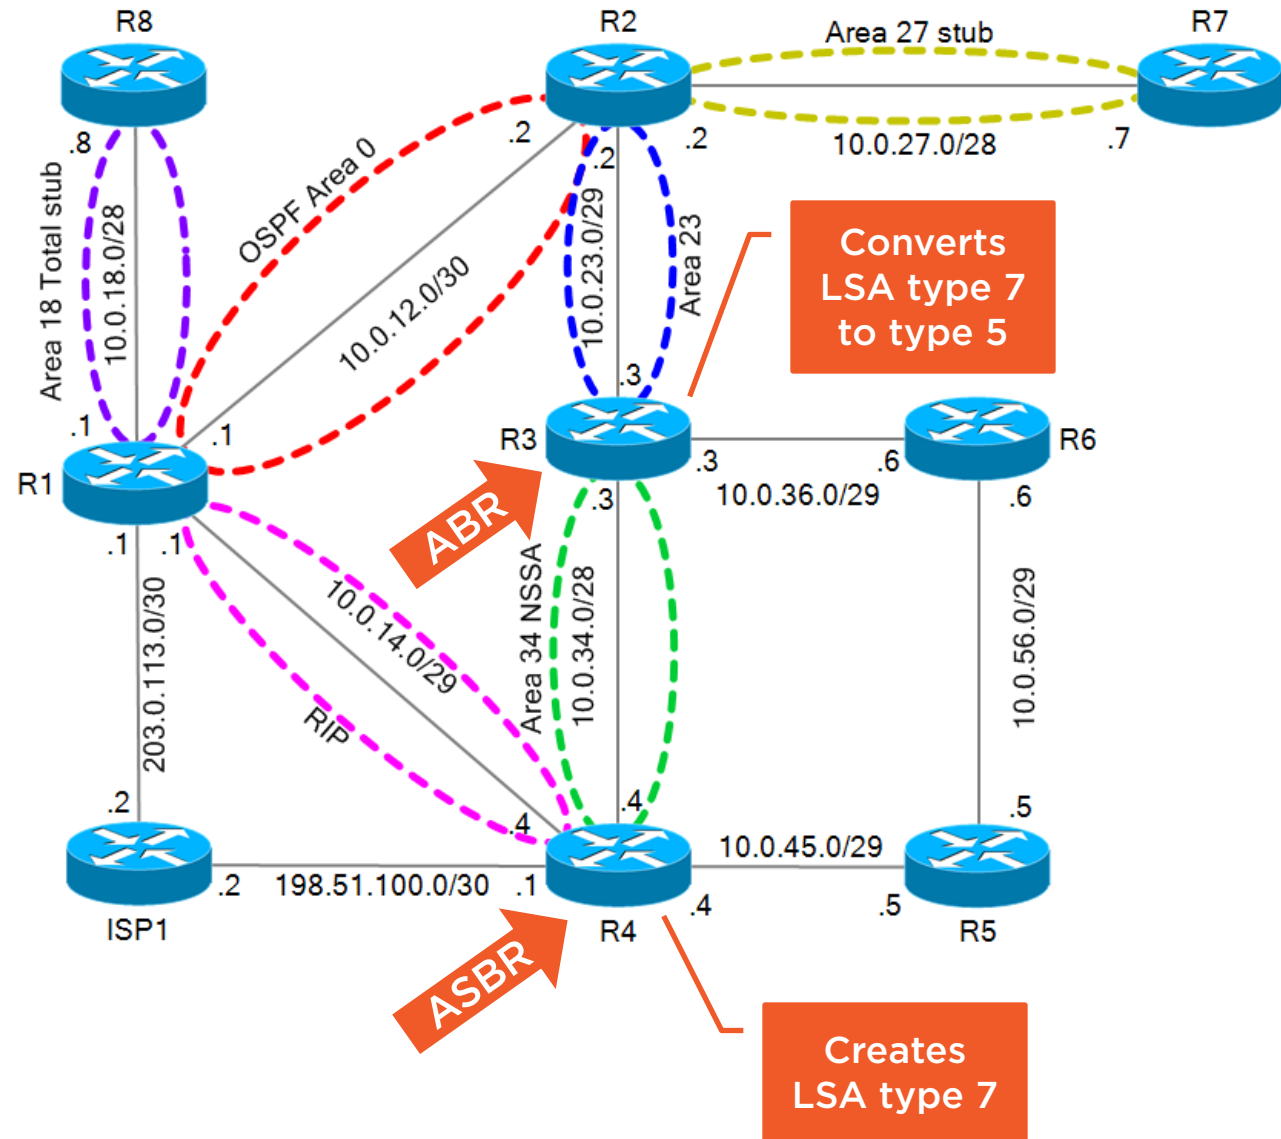 R8
R2
R7
Area 27 stub
.8
.2
.2
.2
10.0.27.0/28
.7
Area 18 Total stub
10.0.18.0/28
OSPF Area 0
10.0.12.0/30
10.0.23.0/29
Area 23
Converts
LSA type 7
to type 5
.1
.1
.3
R1
R3
.3
.6
R6
10.0.36.0/29
.1
.1
.3
.6
ABR
203.0.113.0/30
10.0.14.0/29
RIP
Area 34 NSSA
10.0.34.0/28
10.0.56.0/29
.2
.4
.4
.5
10.0.45.0/29
.2
198.51.100.0/30
.1
.4
.5
ISP1
R4
R5
ASBR
Creates
LSA type 7